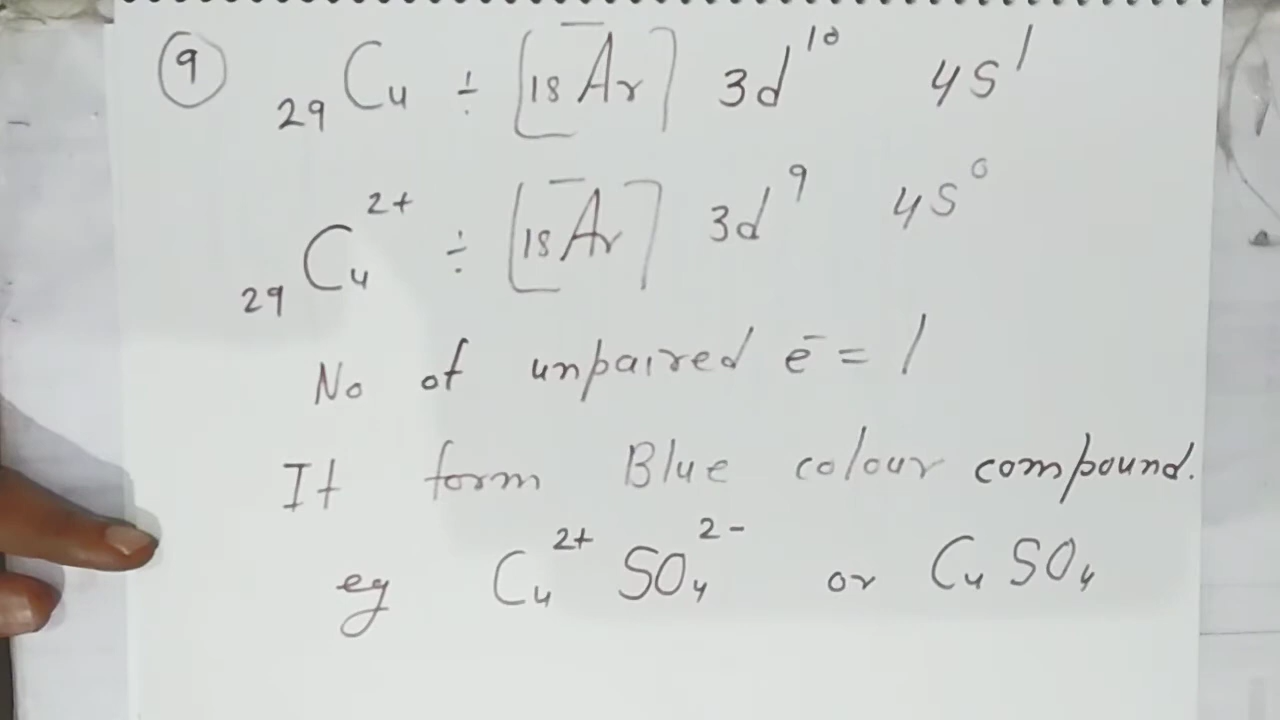 9 ₂₉Cu ÷ [₁₈Ar] 3d¹⁰ 4s¹
₂₉Cu²⁺ ÷ [₁₈Ar] 3d⁹ 4s⁰
No of unpaired e⁻ = 1
It form Blue colour compound.
eg Cu²⁺ SO₄²⁻ or CuSO₄